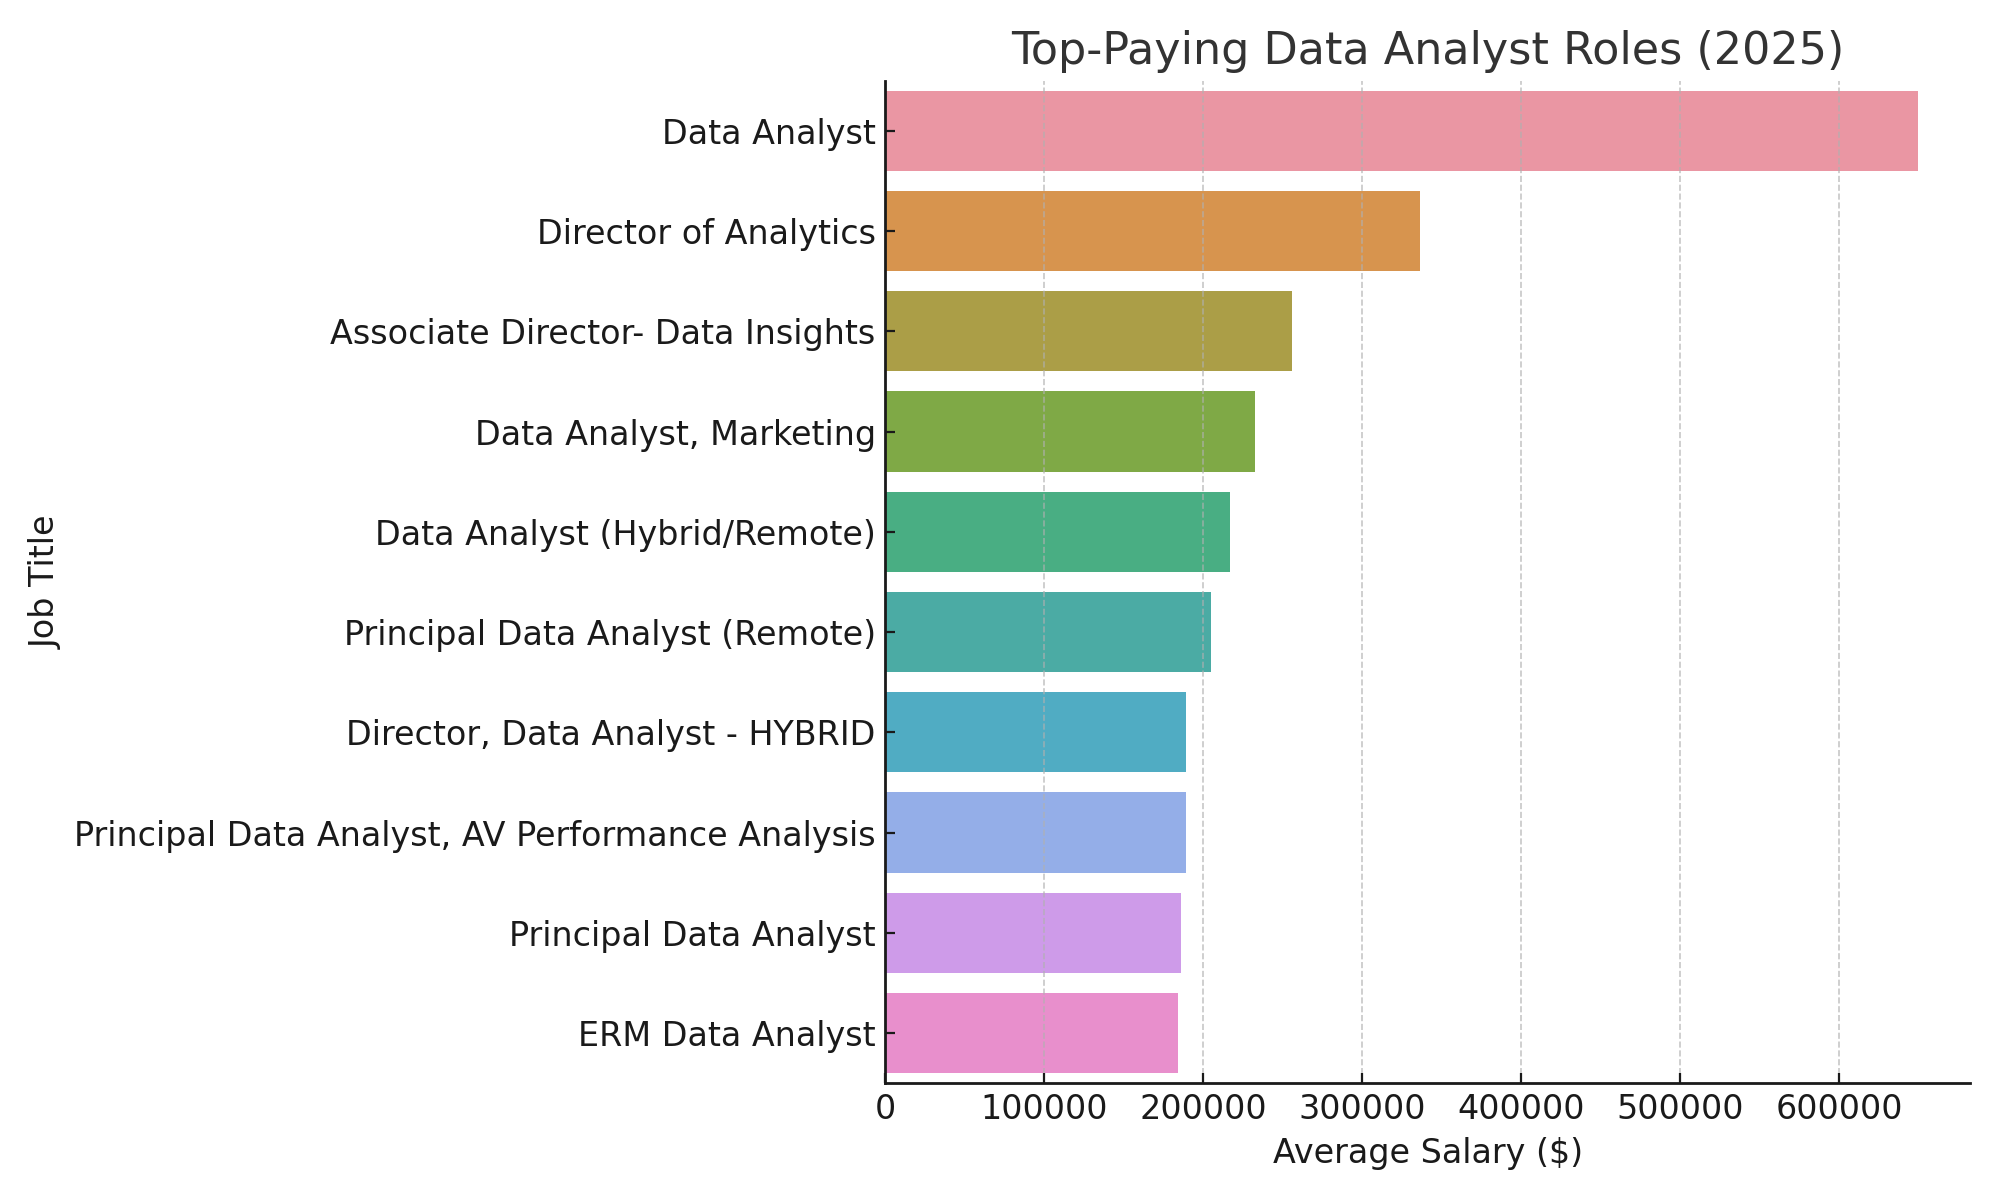 Top-Paying Data Analyst Roles (2025)
Job Title
Data Analyst
Director of Analytics
Associate Director- Data Insights
Data Analyst, Marketing
Data Analyst (Hybrid/Remote)
Principal Data Analyst (Remote)
Director, Data Analyst - HYBRID
Principal Data Analyst, AV Performance Analysis
Principal Data Analyst
ERM Data Analyst
0 100000 200000 300000 400000 500000 600000
Average Salary ($)